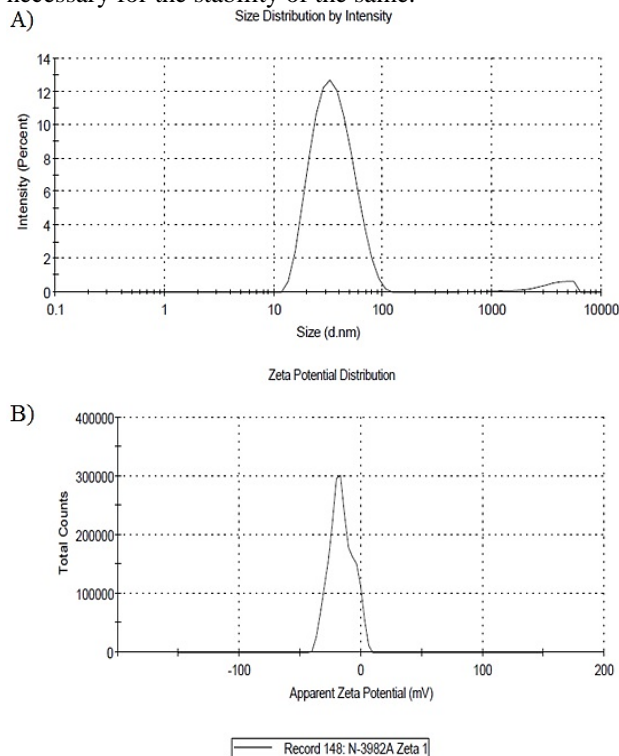 necessary for the stability of the same.
A)
Size Distribution by Intensity
14
12
10
8
6
4
2
0
Intensity (Percent)
0.1 1 10 100 1000 10000
Size (d.nm)
Zeta Potential Distribution
B)
400000
300000
200000
100000
0
Total Counts
-100 0 100 200
Apparent Zeta Potential (mV)
Record 148: N-3982A Zeta 1